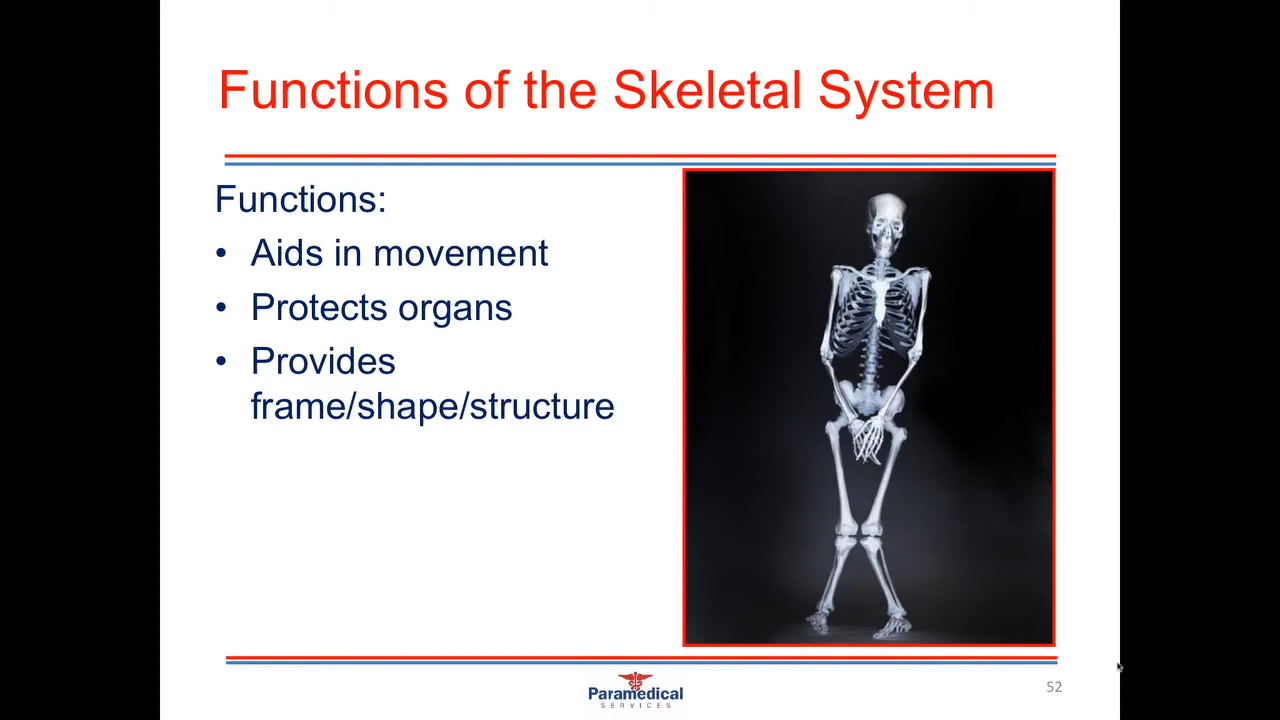 Functions of the Skeletal System
Functions:
• Aids in movement
• Protects organs
• Provides
frame/shape/structure
Paramedical
SERVICES
52